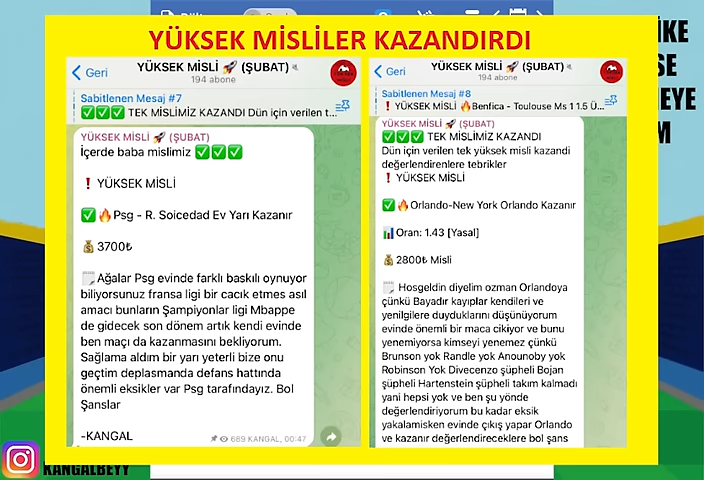 YÜKSEK MİSLİLER KAZANDIRDI
İKE
SE
MEYE
M
Geri
YÜKSEK MİSLİ 🚀 (ŞUBAT)
194 abone
Sabitlenen Mesaj #7
✅✅✅ TEK MİSLİMİZ KAZANDI Dün için verilen t...
YÜKSEK MİSLİ 🚀 (ŞUBAT)
İçerde baba mislimiz ✅✅✅
❗ YÜKSEK MİSLİ
✅🔥Psg - R. Soicedad Ev Yarı Kazanır
💰 3700₺
🗒️Ağalar Psg evinde farklı baskılı oynuyor
biliyorsunuz fransa ligi bir cacık etmes asıl
amacı bunların Şampiyonlar ligi Mbappe
de gidecek son dönem artık kendi evinde
ben maçı da kazanmasını bekliyorum.
Sağlama aldım bir yarı yeterli bize onu
geçtim deplasmanda defans hattında
önemli eksikler var Psg tarafındayız. Bol
Şanslar
-KANGAL
689 KANGAL, 00:47
Geri
YÜKSEK MİSLİ 🚀 (ŞUBAT)
194 abone
Sabitlenen Mesaj #8
❗ YÜKSEK MİSLİ 🔥Benfica - Toulouse Ms 1 1.5 Ü...
YÜKSEK MİSLİ 🚀 (ŞUBAT)
✅✅✅ TEK MİSLİMİZ KAZANDI
Dün için verilen tek yüksek misli kazandı
değerlendirenlere tebrikler
❗ YÜKSEK MİSLİ
✅🔥Orlando-New York Orlando Kazanır
📊Oran: 1.43 [Yasal]
💰2800₺ Misli
🗒️ Hosgeldin diyelim ozman Orlandoya
çünkü Bayadır kayıplar kendileri ve
yenilgilere duyduklarını düşünüyorum
evinde önemli bir maca cikiyor ve bunu
yenemiyorsa kimseyi yenemez çünkü
Brunson yok Randle yok Anounoby yok
Robinson Yok Divecenzo şüpheli Bojan
şüpheli Hartenstein şüpheli takım kalmadı
yani hepsi yok ve ben şu yönde
değerlendiriyorum bu kadar eksik
yakalamisken evinde çıkış yapar Orlando
ve kazanır değerlendireceklere bol şans
KANGALBEYY